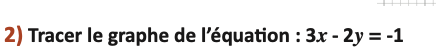 2) Tracer le graphe de l’équation : 3x - 2y = -1